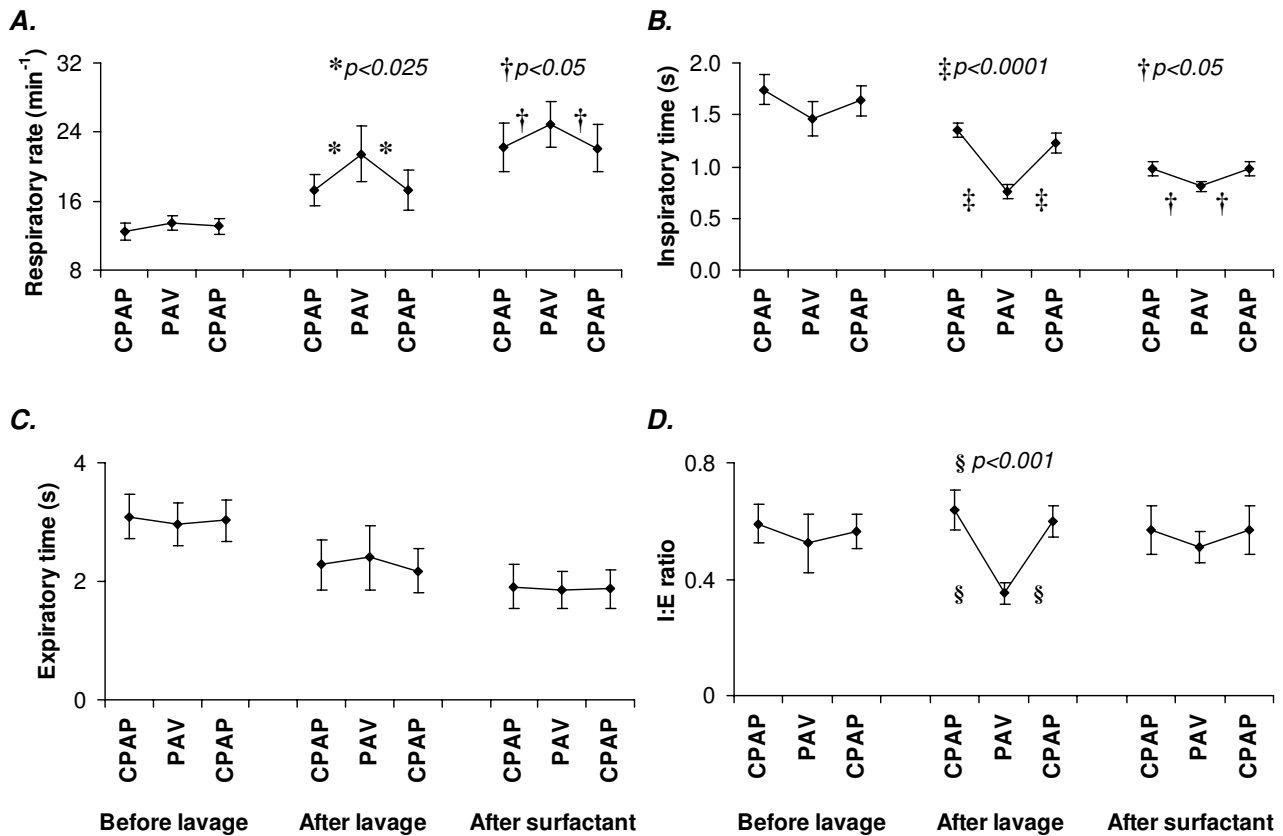 A.
Respiratory rate (min⁻¹)
32
24
16
8
*p<0.025
†p<0.05
* *
† †
CPAP PAV CPAP CPAP PAV CPAP CPAP PAV CPAP
B.
Inspiratory time (s)
2.0
1.5
1.0
0.5
0.0
‡p<0.0001
†p<0.05
‡ ‡
† †
CPAP PAV CPAP CPAP PAV CPAP CPAP PAV CPAP
C.
Expiratory time (s)
4
2
0
CPAP PAV CPAP CPAP PAV CPAP CPAP PAV CPAP
Before lavage After lavage After surfactant
D.
I:E ratio
0.8
0.4
0
§ p<0.001
§ §
CPAP PAV CPAP CPAP PAV CPAP CPAP PAV CPAP
Before lavage After lavage After surfactant